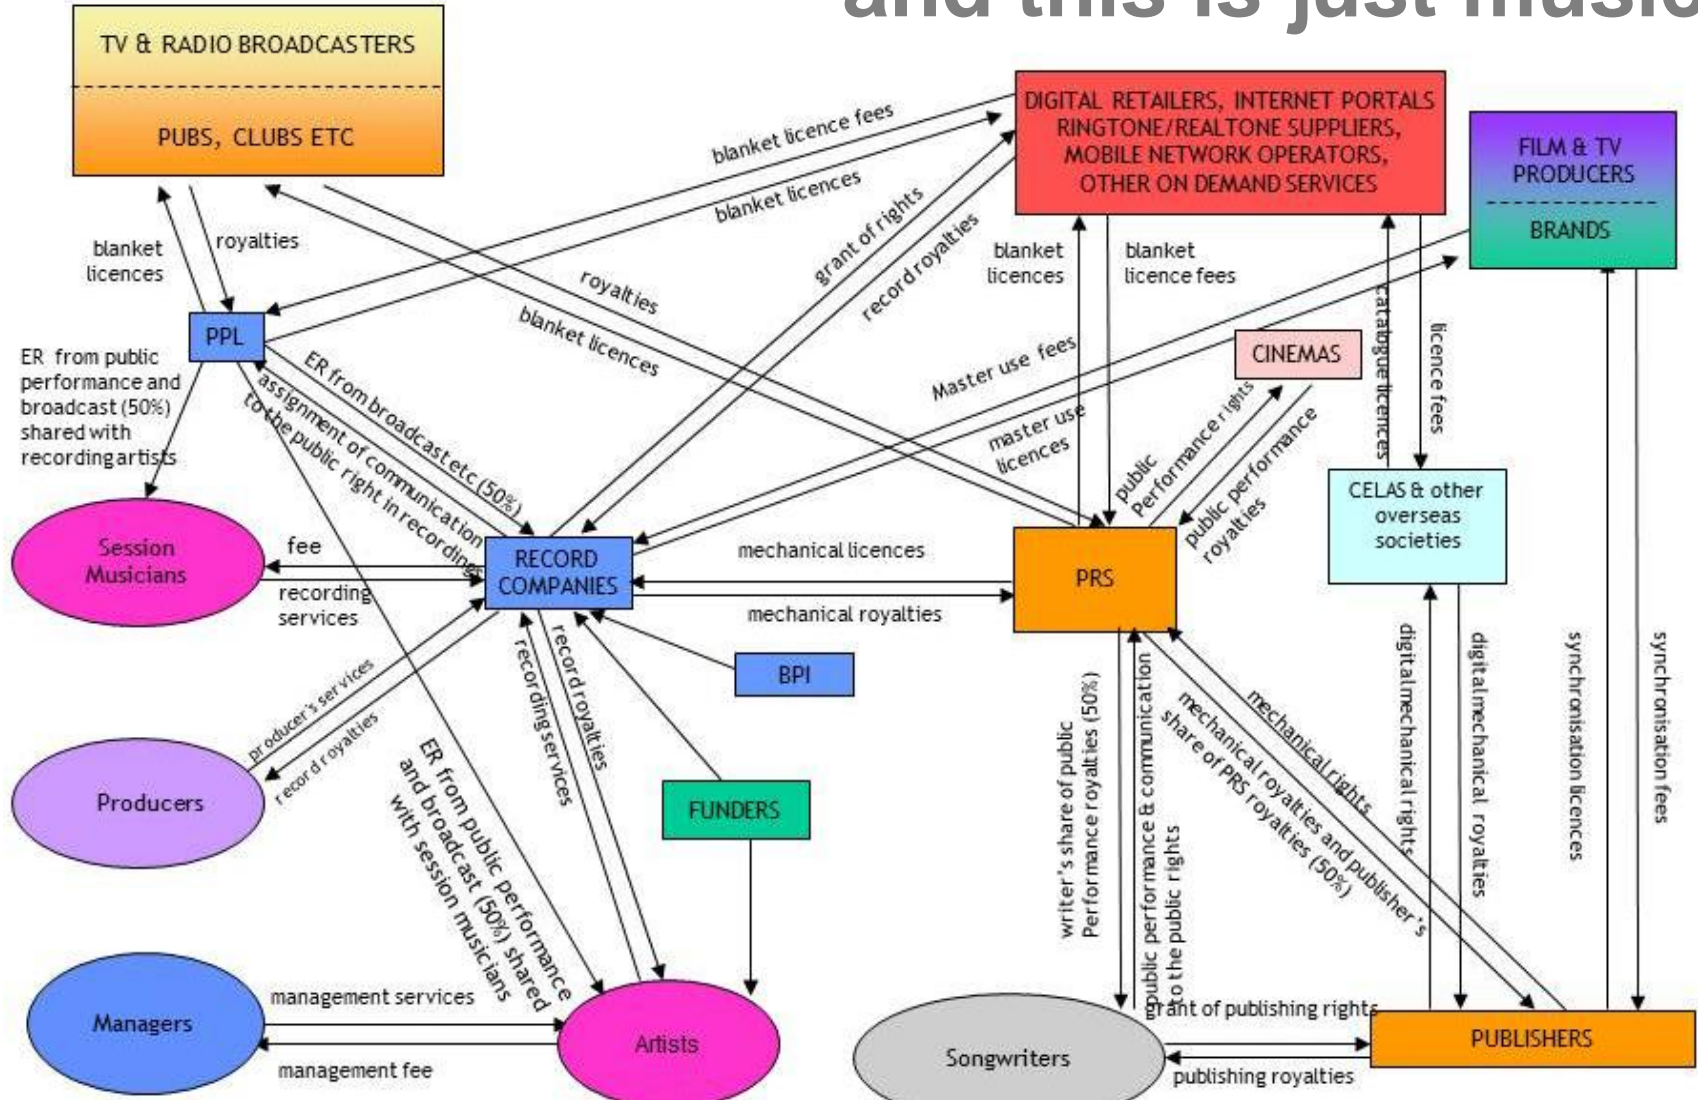 and this is just music
TV & RADIO BROADCASTERS
PUBS, CLUBS ETC
DIGITAL RETAILERS, INTERNET PORTALS
RINGTONE/REALTONE SUPPLIERS,
MOBILE NETWORK OPERATORS,
OTHER ON DEMAND SERVICES
FILM & TV
PRODUCERS
BRANDS
blanket licence fees
blanket licences
blanket
licences
royalties
grant of rights
record royalties
blanket
licences
blanket
licence fees
royalties
blanket licences
catalogue licences
licence fees
PPL
CINEMAS
ER from public
performance and
broadcast (50%)
shared with
recording artists
ER from broadcast etc (50%)
assignment of communication
to the public right in recordings
Master use fees
master use
licences
public
Performance rights
public performance
royalties
CELAS & other
overseas
societies
Session
Musicians
fee
recording
services
RECORD
COMPANIES
mechanical licences
mechanical royalties
PRS
BPI
producer's services
record royalties
recording services
record royalties
Producers
FUNDERS
ER from public performance
and broadcast (50%) shared
with session musicians
writer's share of public
Performance royalties (50%)
public performance & communication
to the public rights
mechanical rights
mechanical royalties and publisher's
share of PRS royalties (50%)
digital mechanical rights
digital mechanical royalties
synchronisation licences
synchronisation fees
Managers
management services
management fee
Artists
Songwriters
grant of publishing rights
publishing royalties
PUBLISHERS